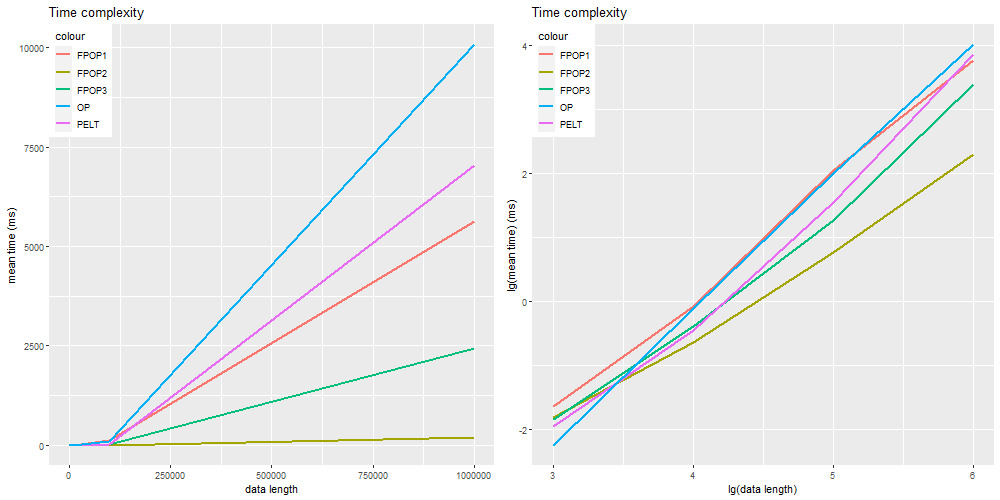 Time complexity
colour
FPOP1
FPOP2
FPOP3
OP
PELT
10000
7500
5000
2500
0
mean time (ms)
0
250000
500000
750000
1000000
data length
Time complexity
colour
FPOP1
FPOP2
FPOP3
OP
PELT
4
2
0
-2
lg(mean time) (ms)
3
4
5
6
lg(data length)